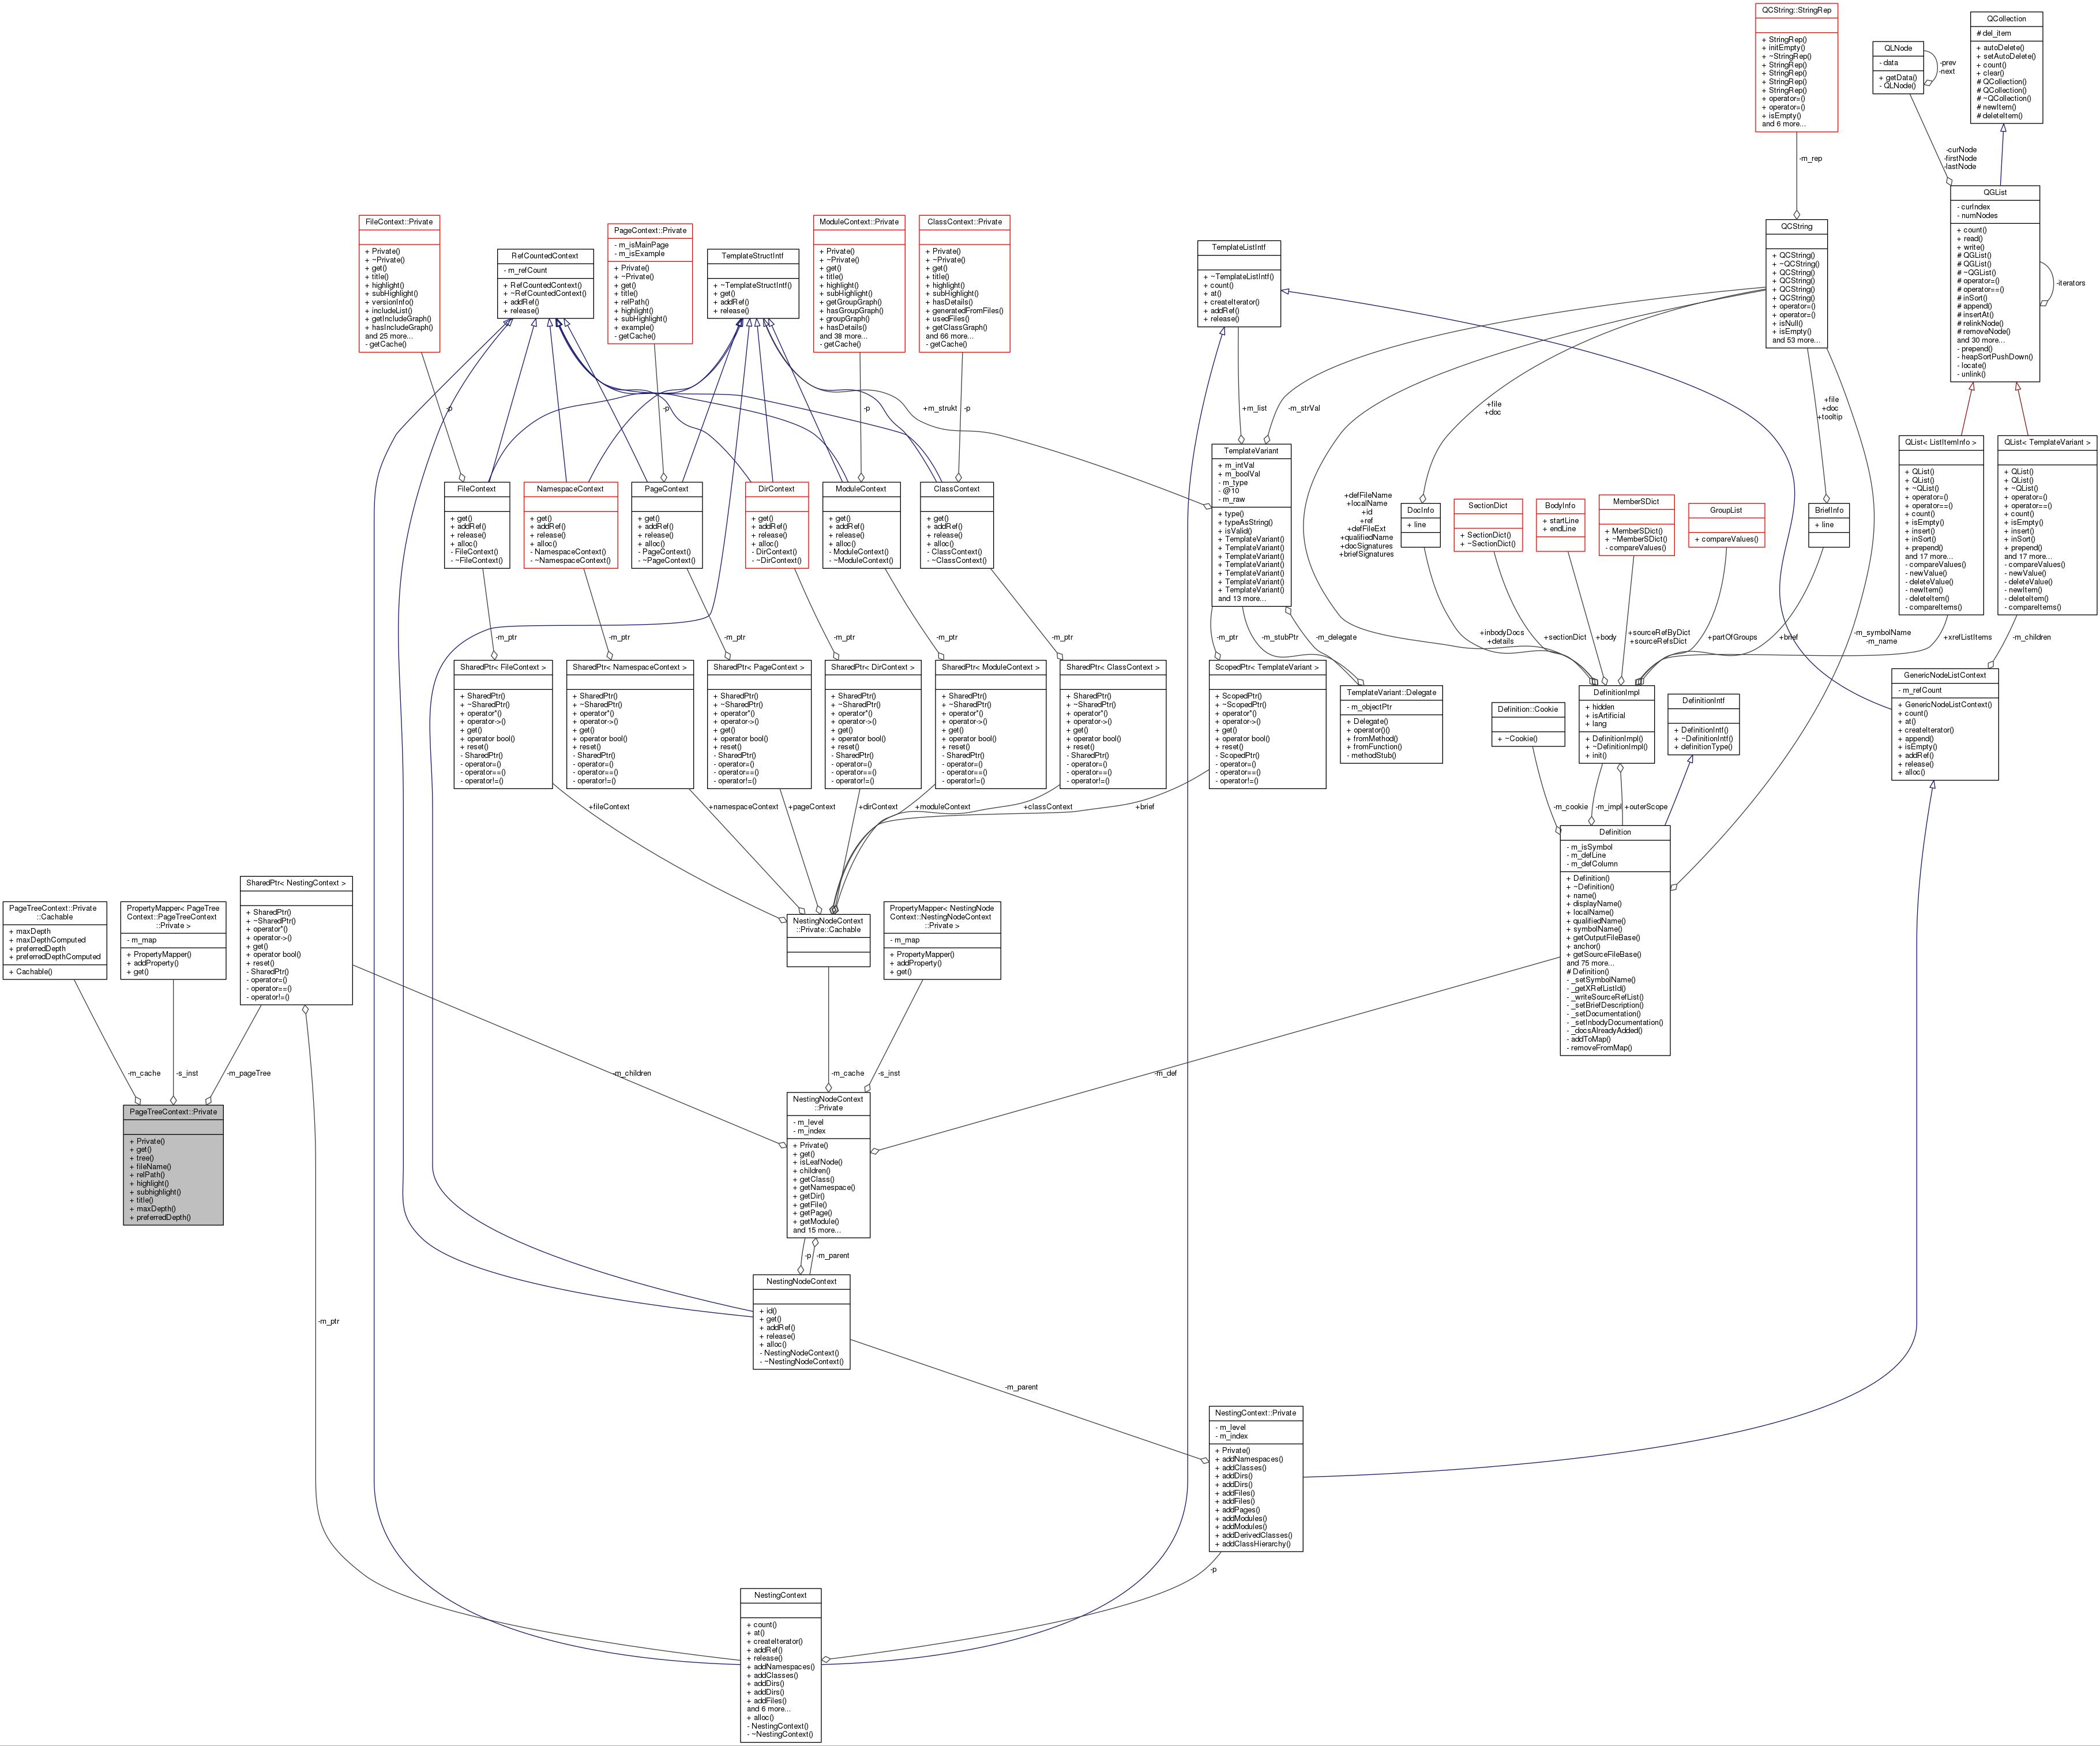 QCString::StringRep
+ StringRep()
+ initEmpty()
+ ~StringRep()
+ StringRep()
+ StringRep()
+ StringRep()
+ StringRep()
+ operator=()
+ operator=()
+ isEmpty()
and 6 more...
QCollection
# del_item
+ autoDelete()
+ setAutoDelete()
+ count()
+ clear()
# QCollection()
# QCollection()
# ~QCollection()
# newItem()
# deleteItem()
QLNode
- data
+ getData()
- QLNode()
-prev
-next
-m_rep
-curNode
-firstNode
-lastNode
QGList
- curIndex
- numNodes
+ count()
+ read()
+ write()
# QGList()
# QGList()
# ~QGList()
# operator=()
# operator==()
# inSort()
# append()
# insertAt()
# relinkNode()
# removeNode()
and 30 more...
- prepend()
- heapSortPushDown()
- locate()
- unlink()
-iterators
QCString
+ QCString()
+ ~QCString()
+ QCString()
+ QCString()
+ QCString()
+ QCString()
+ operator=()
+ operator=()
+ isNull()
+ isEmpty()
and 53 more...
FileContext::Private
+ Private()
+ ~Private()
+ get()
+ title()
+ highlight()
+ subHighlight()
+ versionInfo()
+ includeList()
+ getIncludeGraph()
+ hasIncludeGraph()
and 25 more...
- getCache()
RefCountedContext
- m_refCount
+ RefCountedContext()
+ ~RefCountedContext()
+ addRef()
+ release()
PageContext::Private
- m_isMainPage
- m_isExample
+ Private()
+ ~Private()
+ get()
+ title()
+ relPath()
+ highlight()
+ subHighlight()
+ example()
- getCache()
TemplateStructIntf
+ ~TemplateStructIntf()
+ get()
+ addRef()
+ release()
ModuleContext::Private
+ Private()
+ ~Private()
+ get()
+ title()
+ highlight()
+ subHighlight()
+ getGroupGraph()
+ hasGroupGraph()
+ groupGraph()
+ hasDetails()
and 38 more...
- getCache()
ClassContext::Private
+ Private()
+ ~Private()
+ get()
+ title()
+ highlight()
+ subHighlight()
+ hasDetails()
+ generatedFromFiles()
+ usedFiles()
+ getClassGraph()
and 66 more...
- getCache()
TemplateListIntf
+ ~TemplateListIntf()
+ count()
+ at()
+ createIterator()
+ addRef()
+ release()
-p
-p
-p
+m_strukt
-p
+m_list
-m_strVal
+file
+doc
+file
+doc
+tooltip
FileContext
+ get()
+ addRef()
+ release()
+ alloc()
- FileContext()
- ~FileContext()
NamespaceContext
+ get()
+ addRef()
+ release()
+ alloc()
- NamespaceContext()
- ~NamespaceContext()
PageContext
+ get()
+ addRef()
+ release()
+ alloc()
- PageContext()
- ~PageContext()
DirContext
+ get()
+ addRef()
+ release()
+ alloc()
- DirContext()
- ~DirContext()
ModuleContext
+ get()
+ addRef()
+ release()
+ alloc()
- ModuleContext()
- ~ModuleContext()
ClassContext
+ get()
+ addRef()
+ release()
+ alloc()
- ClassContext()
- ~ClassContext()
TemplateVariant
+ m_intVal
+ m_boolVal
- m_type
- @10
- m_raw
+ type()
+ typeAsString()
+ isValid()
+ TemplateVariant()
+ TemplateVariant()
+ TemplateVariant()
+ TemplateVariant()
+ TemplateVariant()
+ TemplateVariant()
+ TemplateVariant()
and 13 more...
+defFileName
+localName
+id
+ref
+defFileExt
+qualifiedName
+docSignatures
+briefSignatures
DocInfo
+ line
SectionDict
+ SectionDict()
+ ~SectionDict()
BodyInfo
+ startLine
+ endLine
MemberSDict
+ MemberSDict()
+ ~MemberSDict()
- compareValues()
GroupList
+ compareValues()
BriefInfo
+ line
QList< ListItemInfo >
+ QList()
+ QList()
+ ~QList()
+ operator=()
+ operator==()
+ count()
+ isEmpty()
+ insert()
+ inSort()
+ prepend()
and 17 more...
- compareValues()
- newValue()
- deleteValue()
- newItem()
- deleteItem()
- compareItems()
QList< TemplateVariant >
+ QList()
+ QList()
+ ~QList()
+ operator=()
+ operator==()
+ count()
+ isEmpty()
+ insert()
+ inSort()
+ prepend()
and 17 more...
- compareValues()
- newValue()
- deleteValue()
- newItem()
- deleteItem()
- compareItems()
-m_ptr
-m_ptr
-m_ptr
-m_ptr
-m_ptr
-m_ptr
-m_ptr
-m_stubPtr
-m_delegate
+inbodyDocs
+details
+sectionDict
+body
+sourceRefByDict
+sourceRefsDict
+partOfGroups
+brief
-m_symbolName
-m_name
+xrefListItems
-m_children
SharedPtr< FileContext >
+ SharedPtr()
+ ~SharedPtr()
+ operator*()
+ operator->()
+ get()
+ operator bool()
+ reset()
- SharedPtr()
- operator=()
- operator==()
- operator!=()
SharedPtr< NamespaceContext >
+ SharedPtr()
+ ~SharedPtr()
+ operator*()
+ operator->()
+ get()
+ operator bool()
+ reset()
- SharedPtr()
- operator=()
- operator==()
- operator!=()
SharedPtr< PageContext >
+ SharedPtr()
+ ~SharedPtr()
+ operator*()
+ operator->()
+ get()
+ operator bool()
+ reset()
- SharedPtr()
- operator=()
- operator==()
- operator!=()
SharedPtr< DirContext >
+ SharedPtr()
+ ~SharedPtr()
+ operator*()
+ operator->()
+ get()
+ operator bool()
+ reset()
- SharedPtr()
- operator=()
- operator==()
- operator!=()
SharedPtr< ModuleContext >
+ SharedPtr()
+ ~SharedPtr()
+ operator*()
+ operator->()
+ get()
+ operator bool()
+ reset()
- SharedPtr()
- operator=()
- operator==()
- operator!=()
SharedPtr< ClassContext >
+ SharedPtr()
+ ~SharedPtr()
+ operator*()
+ operator->()
+ get()
+ operator bool()
+ reset()
- SharedPtr()
- operator=()
- operator==()
- operator!=()
ScopedPtr< TemplateVariant >
+ ScopedPtr()
+ ~ScopedPtr()
+ operator*()
+ operator->()
+ get()
+ operator bool()
+ reset()
- ScopedPtr()
- operator=()
- operator==()
- operator!=()
TemplateVariant::Delegate
- m_objectPtr
+ Delegate()
+ operator()()
+ fromMethod()
+ fromFunction()
- methodStub()
Definition::Cookie
+ ~Cookie()
DefinitionImpl
+ hidden
+ isArtificial
+ lang
+ DefinitionImpl()
+ ~DefinitionImpl()
+ init()
DefinitionIntf
+ DefinitionIntf()
+ ~DefinitionIntf()
+ definitionType()
GenericNodeListContext
- m_refCount
+ GenericNodeListContext()
+ count()
+ at()
+ createIterator()
+ append()
+ isEmpty()
+ addRef()
+ release()
+ alloc()
+fileContext
+namespaceContext
+pageContext
+dirContext
+moduleContext
+classContext
+brief
-m_cookie
-m_impl
+outerScope
Definition
- m_isSymbol
- m_defLine
- m_defColumn
+ Definition()
+ ~Definition()
+ name()
+ displayName()
+ localName()
+ qualifiedName()
+ symbolName()
+ getOutputFileBase()
+ anchor()
+ getSourceFileBase()
and 75 more...
# Definition()
- _setSymbolName()
- _getXRefListId()
- _writeSourceRefList()
- _setBriefDescription()
- _setDocumentation()
- _setInbodyDocumentation()
- _docsAlreadyAdded()
- addToMap()
- removeFromMap()
PageTreeContext::Private
::Cachable
+ maxDepth
+ maxDepthComputed
+ preferredDepth
+ preferredDepthComputed
+ Cachable()
PropertyMapper< PageTree
Context::PageTreeContext
::Private >
- m_map
+ PropertyMapper()
+ addProperty()
+ get()
SharedPtr< NestingContext >
+ SharedPtr()
+ ~SharedPtr()
+ operator*()
+ operator->()
+ get()
+ operator bool()
+ reset()
- SharedPtr()
- operator=()
- operator==()
- operator!=()
NestingNodeContext
::Private::Cachable
PropertyMapper< NestingNode
Context::NestingNodeContext
::Private >
- m_map
+ PropertyMapper()
+ addProperty()
+ get()
-m_cache
-s_inst
-m_pageTree
-m_children
-m_cache
-s_inst
-m_def
PageTreeContext::Private
+ Private()
+ get()
+ tree()
+ fileName()
+ relPath()
+ highlight()
+ subhighlight()
+ title()
+ maxDepth()
+ preferredDepth()
NestingNodeContext
::Private
- m_level
- m_index
+ Private()
+ get()
+ isLeafNode()
+ children()
+ getClass()
+ getNamespace()
+ getDir()
+ getFile()
+ getPage()
+ getModule()
and 15 more...
-p
-m_parent
NestingNodeContext
+ id()
+ get()
+ addRef()
+ release()
+ alloc()
- NestingNodeContext()
- ~NestingNodeContext()
-m_ptr
-m_parent
NestingContext::Private
- m_level
- m_index
+ Private()
+ addNamespaces()
+ addClasses()
+ addDirs()
+ addDirs()
+ addFiles()
+ addFiles()
+ addPages()
+ addModules()
+ addModules()
+ addDerivedClasses()
+ addClassHierarchy()
-p
NestingContext
+ count()
+ at()
+ createIterator()
+ addRef()
+ release()
+ addNamespaces()
+ addClasses()
+ addDirs()
+ addDirs()
+ addFiles()
and 6 more...
+ alloc()
- NestingContext()
- ~NestingContext()